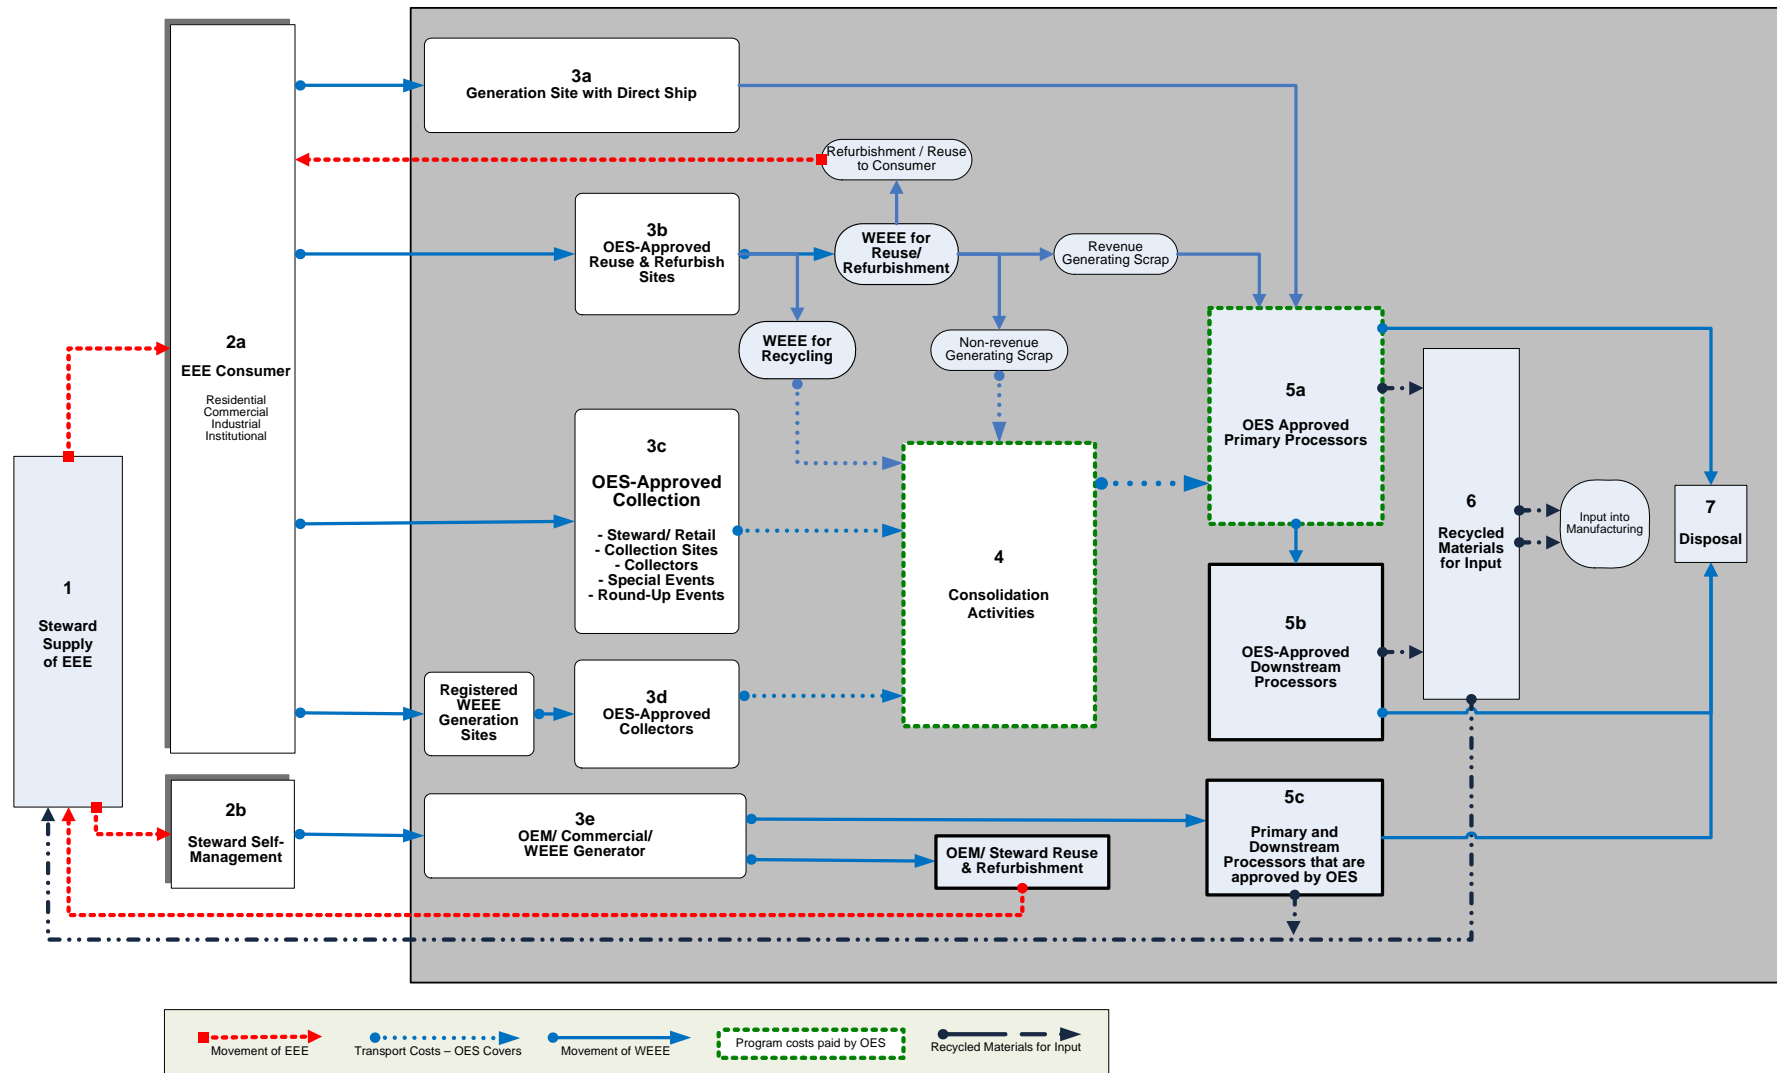 3a
Generation Site with Direct Ship
Refurbishment / Reuse
to Consumer
3b
OES-Approved
Reuse & Refurbish
Sites
WEEE for
Reuse/
Refurbishment
Revenue
Generating Scrap
WEEE for
Recycling
Non-revenue
Generating Scrap
2a
EEE Consumer
Residential
Commercial
Industrial
Institutional
1
Steward
Supply
of EEE
3c
OES-Approved
Collection
- Steward/ Retail
- Collection Sites
- Collectors
- Special Events
- Round-Up Events
4
Consolidation
Activities
5a
OES Approved
Primary Processors
6
Recycled
Materials
for Input
Input into
Manufacturing
7
Disposal
5b
OES-Approved
Downstream
Processors
Registered
WEEE
Generation
Sites
3d
OES-Approved
Collectors
2b
Steward Self-
Management
3e
OEM/ Commercial/
WEEE Generator
OEM/ Steward Reuse
& Refurbishment
5c
Primary and
Downstream
Processors that are
approved by OES
Movement of EEE
Transport Costs – OES Covers
Movement of WEEE
Program costs paid by OES
Recycled Materials for Input